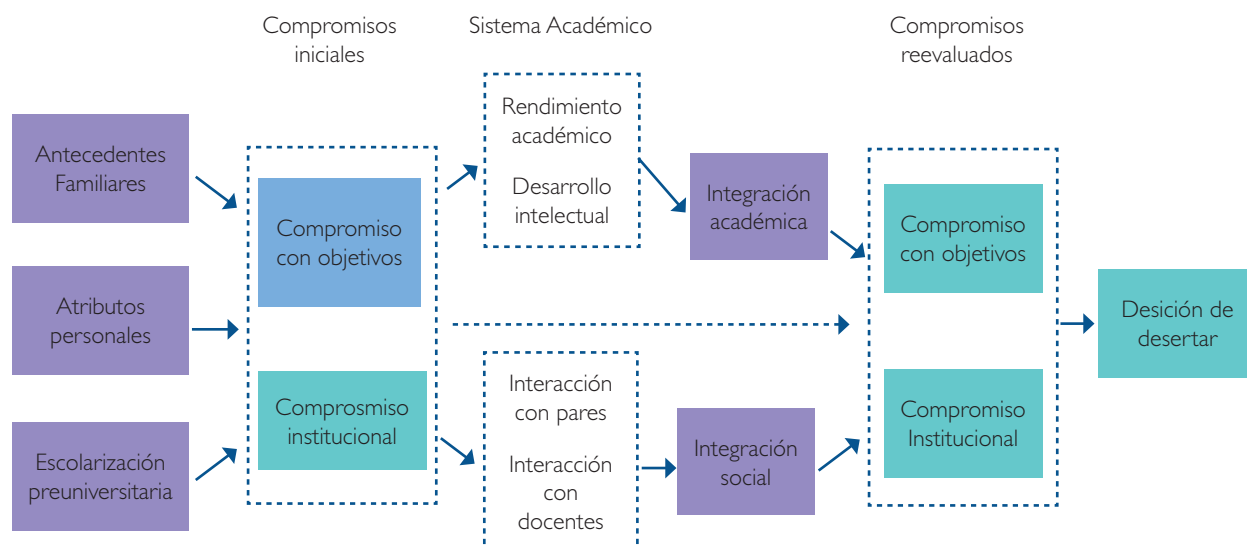 Compromisos
iniciales
Sistema Académico
Compromisos
reevaluados
Antecedentes
Familiares
Atributos
personales
Escolarización
preuniversitaria
Compromiso
con objetivos
Comprosmiso
institucional
Rendimiento
académico
Desarrollo
intelectual
Interacción
con pares
Interacción
con
docentes
Integración
académica
Integración
social
Compromiso
con objetivos
Compromiso
Institucional
Desición de
desertar